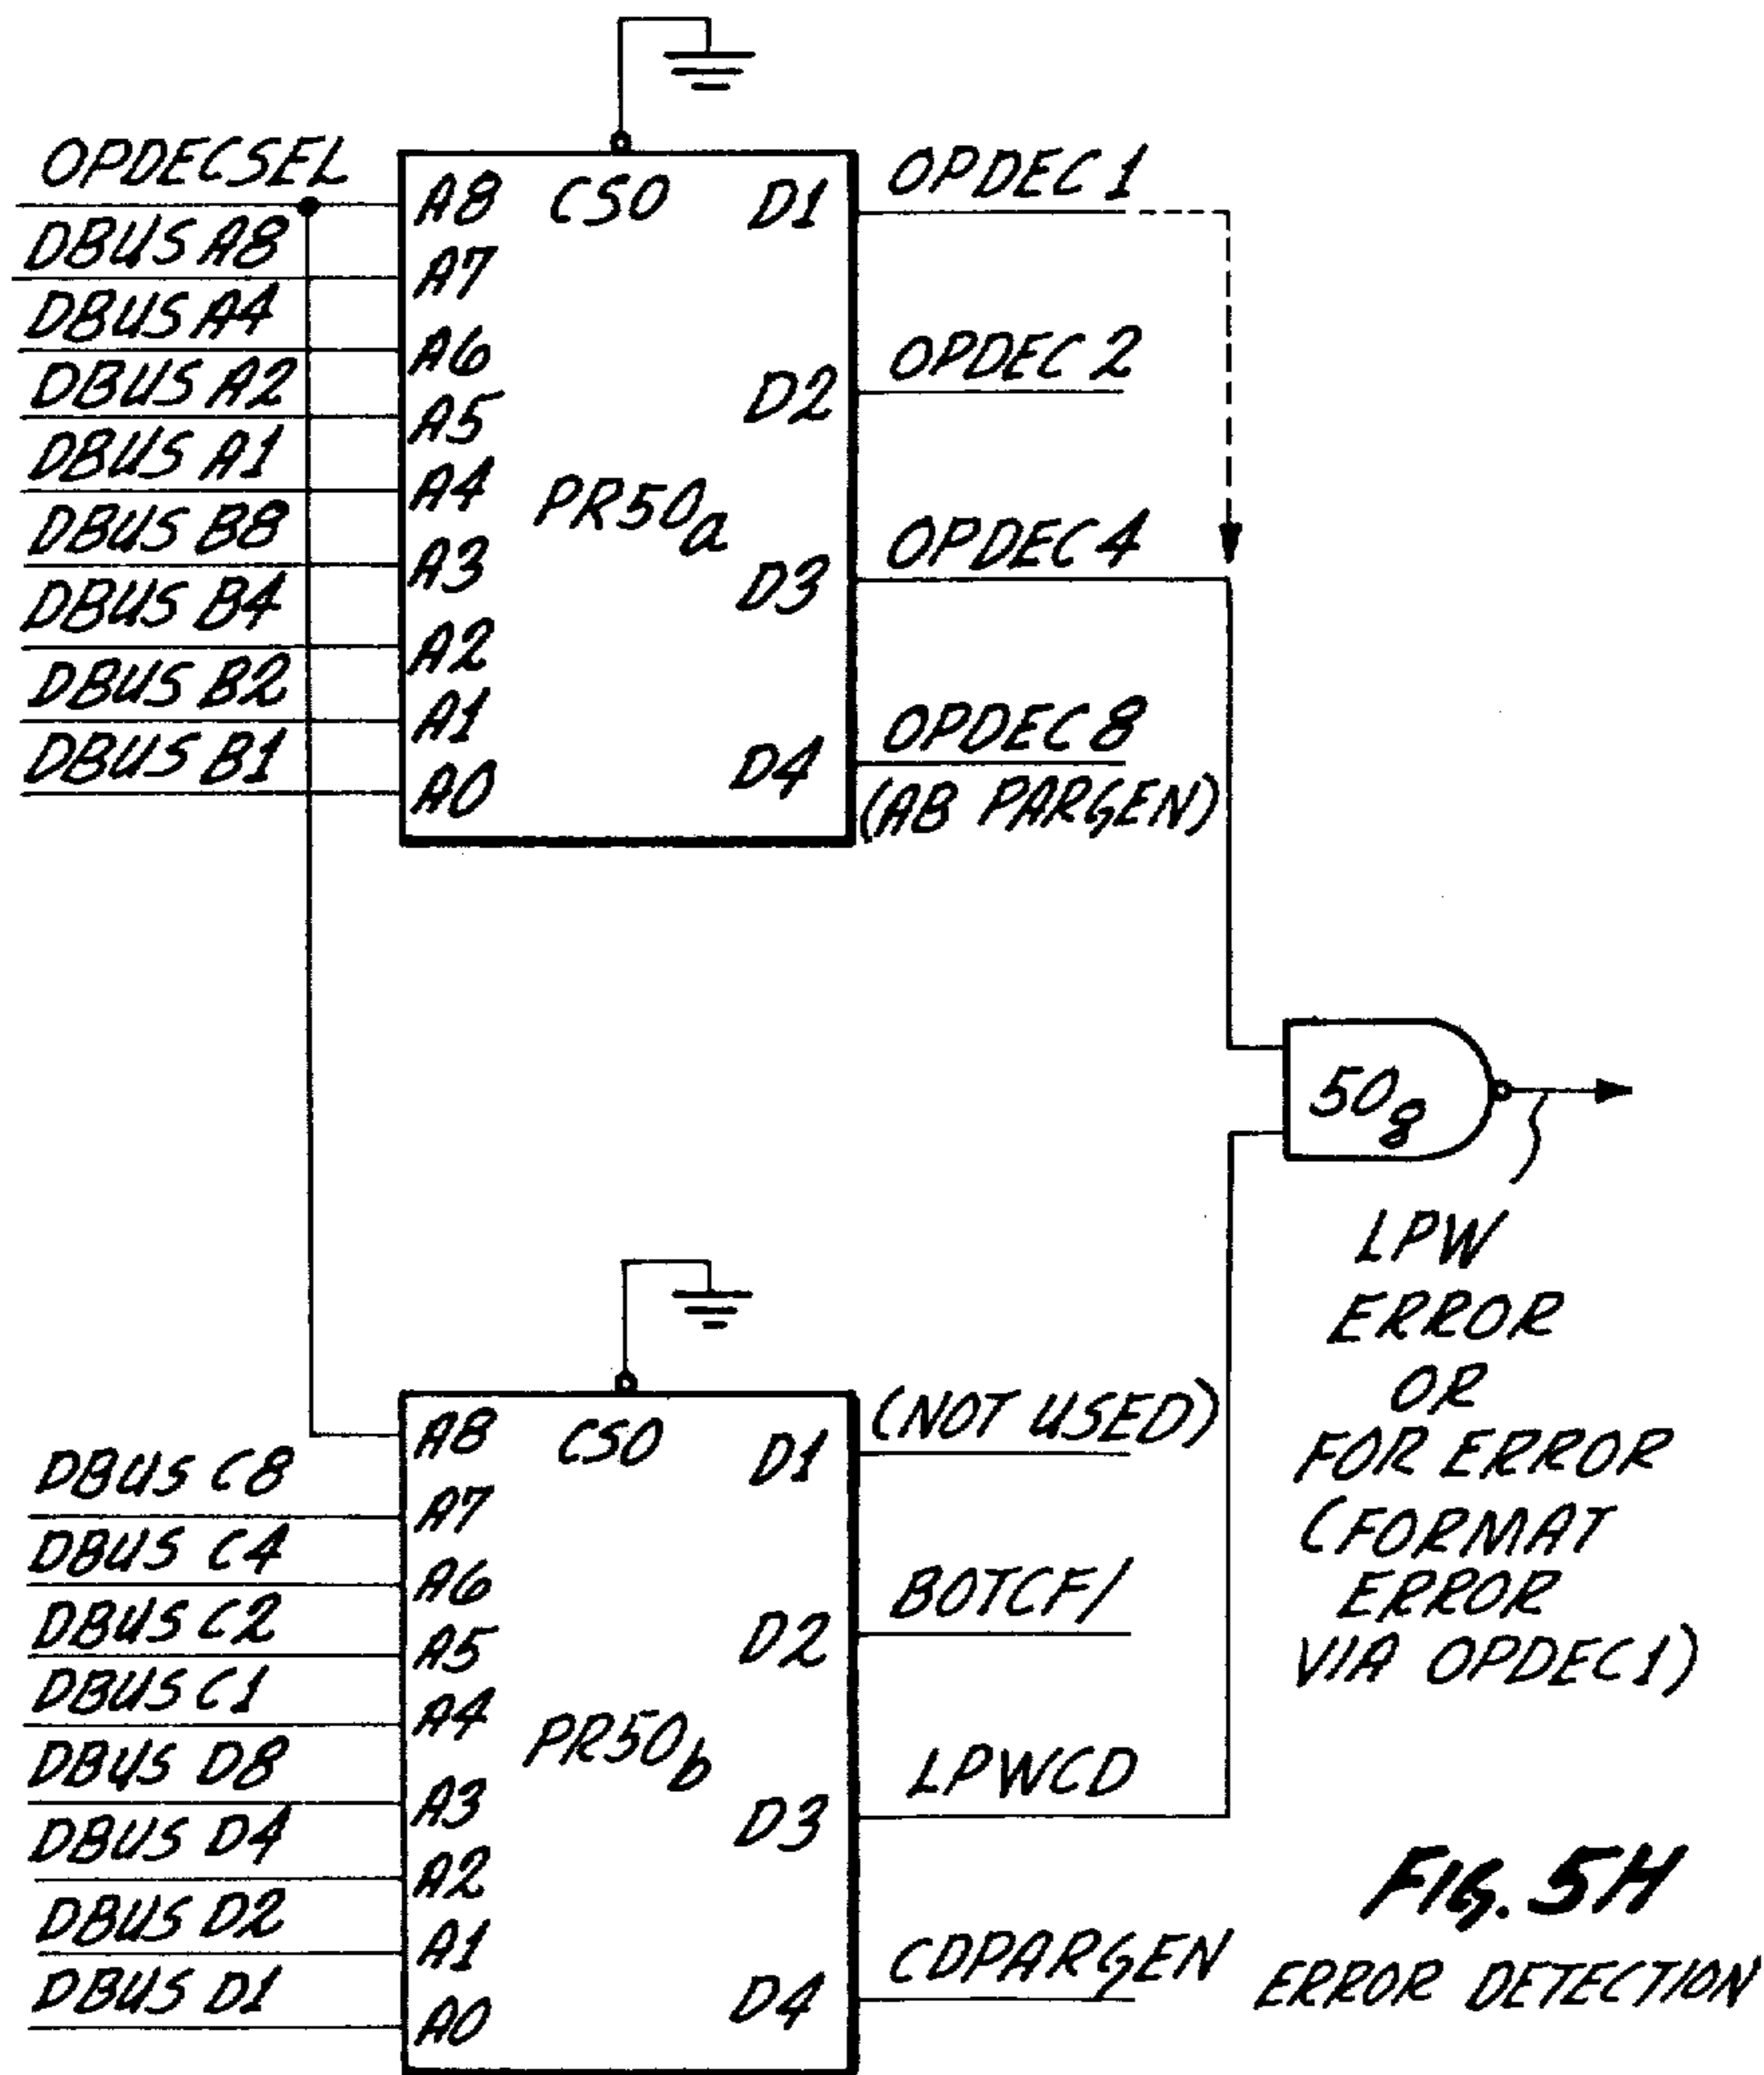 OPDECSEL
DBUS A8
DBUS A4
DBUS A2
DBUS A1
DBUS B8
DBUS B4
DBUS B2
DBUS B1
A8 CS0 D1
A7
A6
A5 D2
A4
PR50a
A3 D3
A2
A1
D4
A0
OPDEC 1
OPDEC 2
OPDEC 4
OPDEC 8
(AB PARGEN)
50g
LPW
ERROR
OR
FOR ERROR
(FORMAT
ERROR
VIA OPDEC1)
DBUS C8
DBUS C4
DBUS C2
DBUS C1
DBUS D8
DBUS D4
DBUS D2
DBUS D1
A8 CS0 D1
A7
A6
A5 D2
A4
PR50b
A3 D3
A2
A1
A0 D4
(NOT USED)
BOTCF/
LPWCD
CDPARGEN
FIG. 5H
ERROR DETECTION